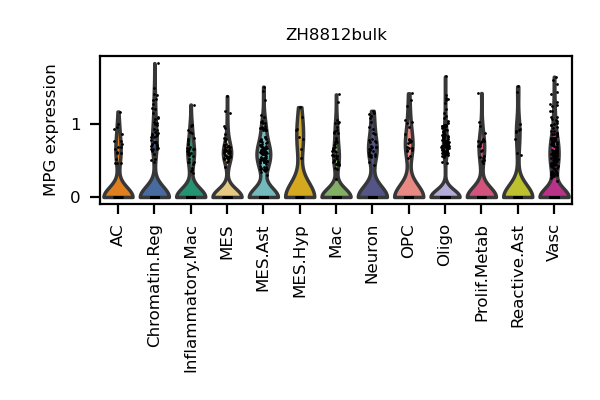 ZH8812bulk
MPG expression
1
0
AC
Chromatin.Reg
Inflammatory.Mac
MES
MES.Ast
MES.Hyp
Mac
Neuron
OPC
Oligo
Prolif.Metab
Reactive.Ast
Vasc